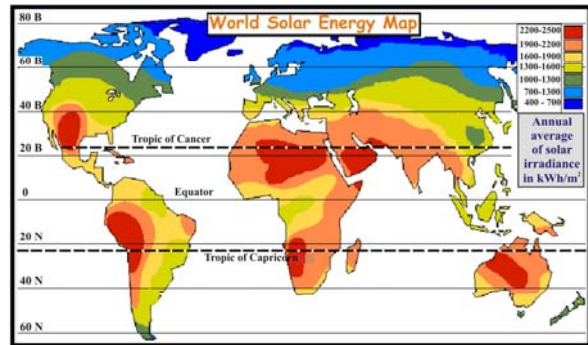 World Solar Energy Map
80 B
60 B
40 B
20 B
0
20 N
40 N
60 N
Tropic of Cancer
Equator
Tropic of Capricorn
2200-2500
1900-2200
1600-1900
1300-1600
1000-1300
700-1300
400 - 700
Annual
average
of solar
irradiance
in kWh/m²